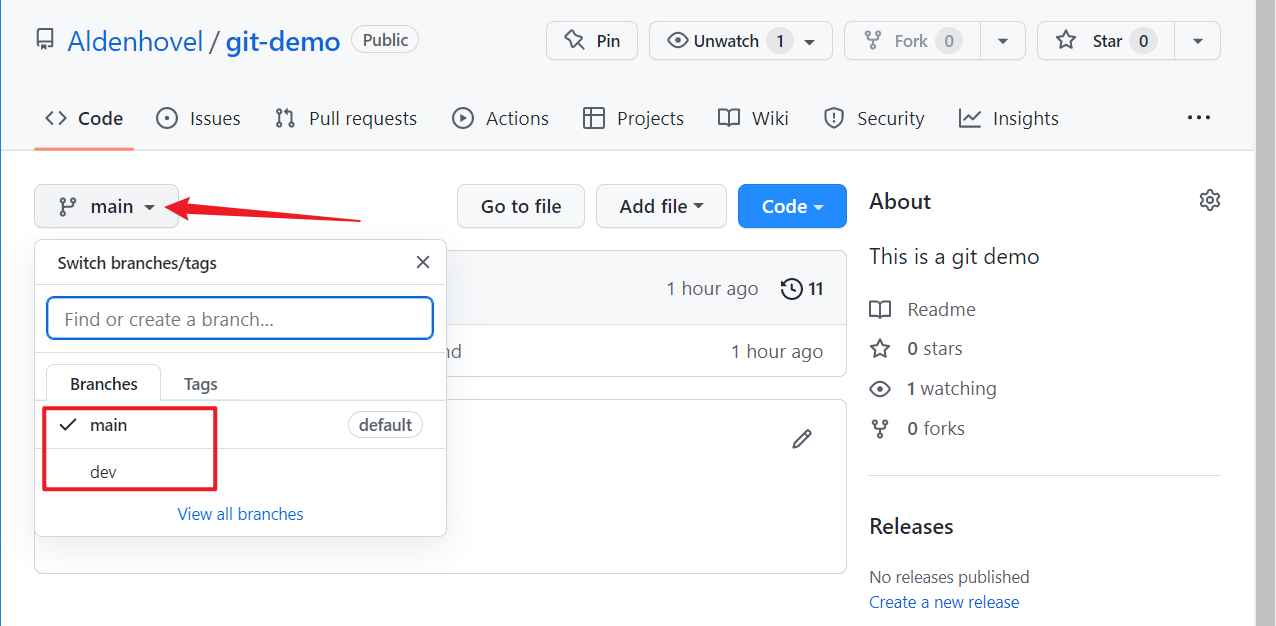 Aldenhovel / git-demo Public Pin Unwatch 1 Fork 0 Star 0
Code Issues Pull requests Actions Projects Wiki Security Insights
main Go to file Add file Code
Switch branches/tags
Find or create a branch...
Branches Tags
main default
dev
View all branches
1 hour ago 11
1 hour ago
About
This is a git demo
Readme
0 stars
1 watching
0 forks
Releases
No releases published
Create a new release